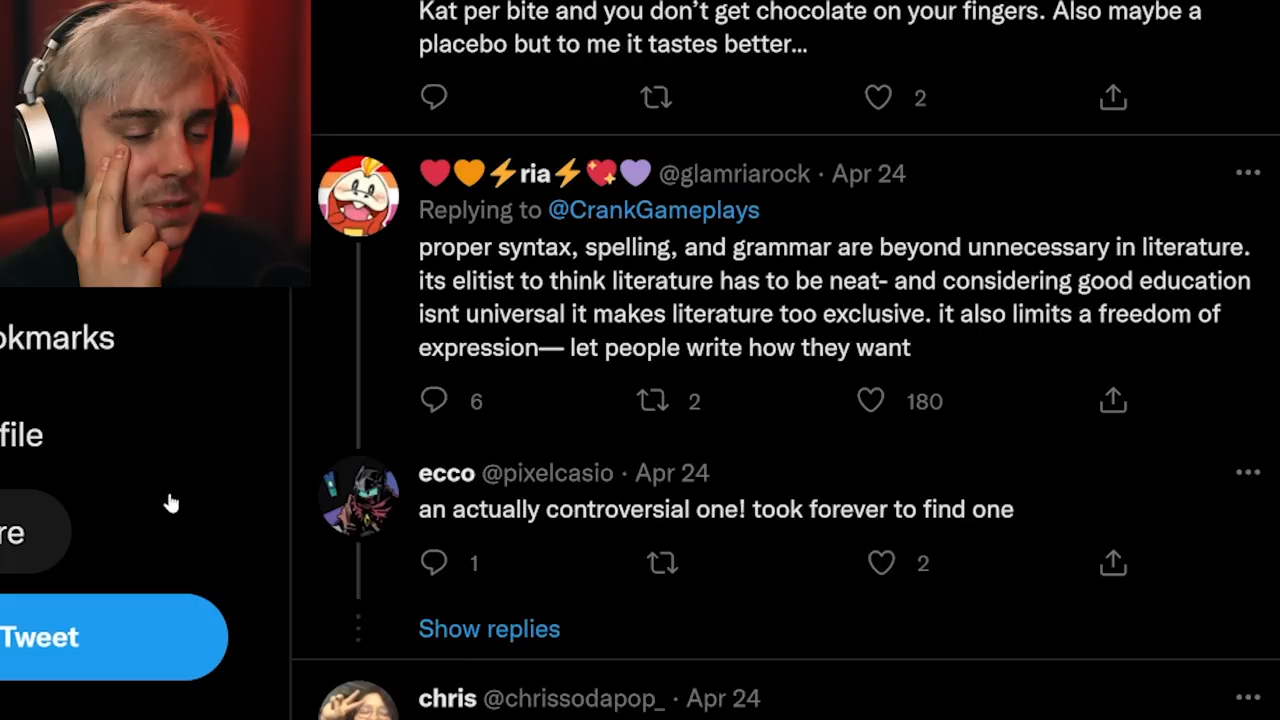 Kat per bite and you don’t get chocolate on your fingers. Also maybe a
placebo but to me it tastes better...
2
❤️🧡⚡ria⚡💖💜 @glamriarock · Apr 24
Replying to @CrankGameplays
proper syntax, spelling, and grammar are beyond unnecessary in literature.
its elitist to think literature has to be neat- and considering good education
isnt universal it makes literature too exclusive. it also limits a freedom of
expression— let people write how they want
6 2 180
ecco @pixelcasio · Apr 24
an actually controversial one! took forever to find one
1 2
Show replies
chris @chrissodapop_ · Apr 24
okmarks
file
re
Tweet